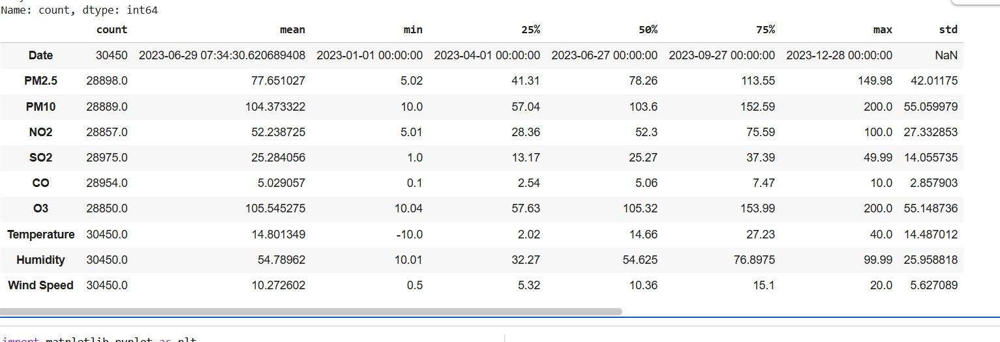 Name: count, dtype: int64
count mean min 25% 50% 75% max std
Date 30450 2023-06-29 07:34:30.620689408 2023-01-01 00:00:00 2023-04-01 00:00:00 2023-06-27 00:00:00 2023-09-27 00:00:00 2023-12-28 00:00:00 NaN
PM2.5 28898.0 77.651027 5.02 41.31 78.26 113.55 149.98 42.01175
PM10 28889.0 104.373322 10.0 57.04 103.6 152.59 200.0 55.059979
NO2 28857.0 52.238725 5.01 28.36 52.3 75.59 100.0 27.332853
SO2 28975.0 25.284056 1.0 13.17 25.27 37.39 49.99 14.055735
CO 28954.0 5.029057 0.1 2.54 5.06 7.47 10.0 2.857903
O3 28850.0 105.545275 10.04 57.63 105.32 153.99 200.0 55.148736
Temperature 30450.0 14.801349 -10.0 2.02 14.66 27.23 40.0 14.487012
Humidity 30450.0 54.78962 10.01 32.27 54.625 76.8975 99.99 25.958818
Wind Speed 30450.0 10.272602 0.5 5.32 10.36 15.1 20.0 5.627089
import matplotlib.pyplot as plt